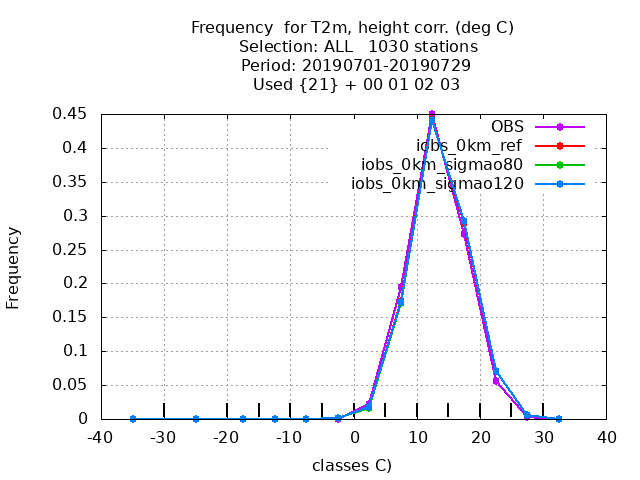 Frequency  for T2m, height corr. (deg C)
Selection: ALL   1030 stations
Period: 20190701-20190729
Used {21} + 00 01 02 03
0.45
0.4
0.35
0.3
0.25
0.2
0.15
0.1
0.05
0
Frequency
OBS
iobs_0km_ref
iobs_0km_sigmao80
iobs_0km_sigmao120
-40 -30 -20 -10 0 10 20 30 40
classes C)